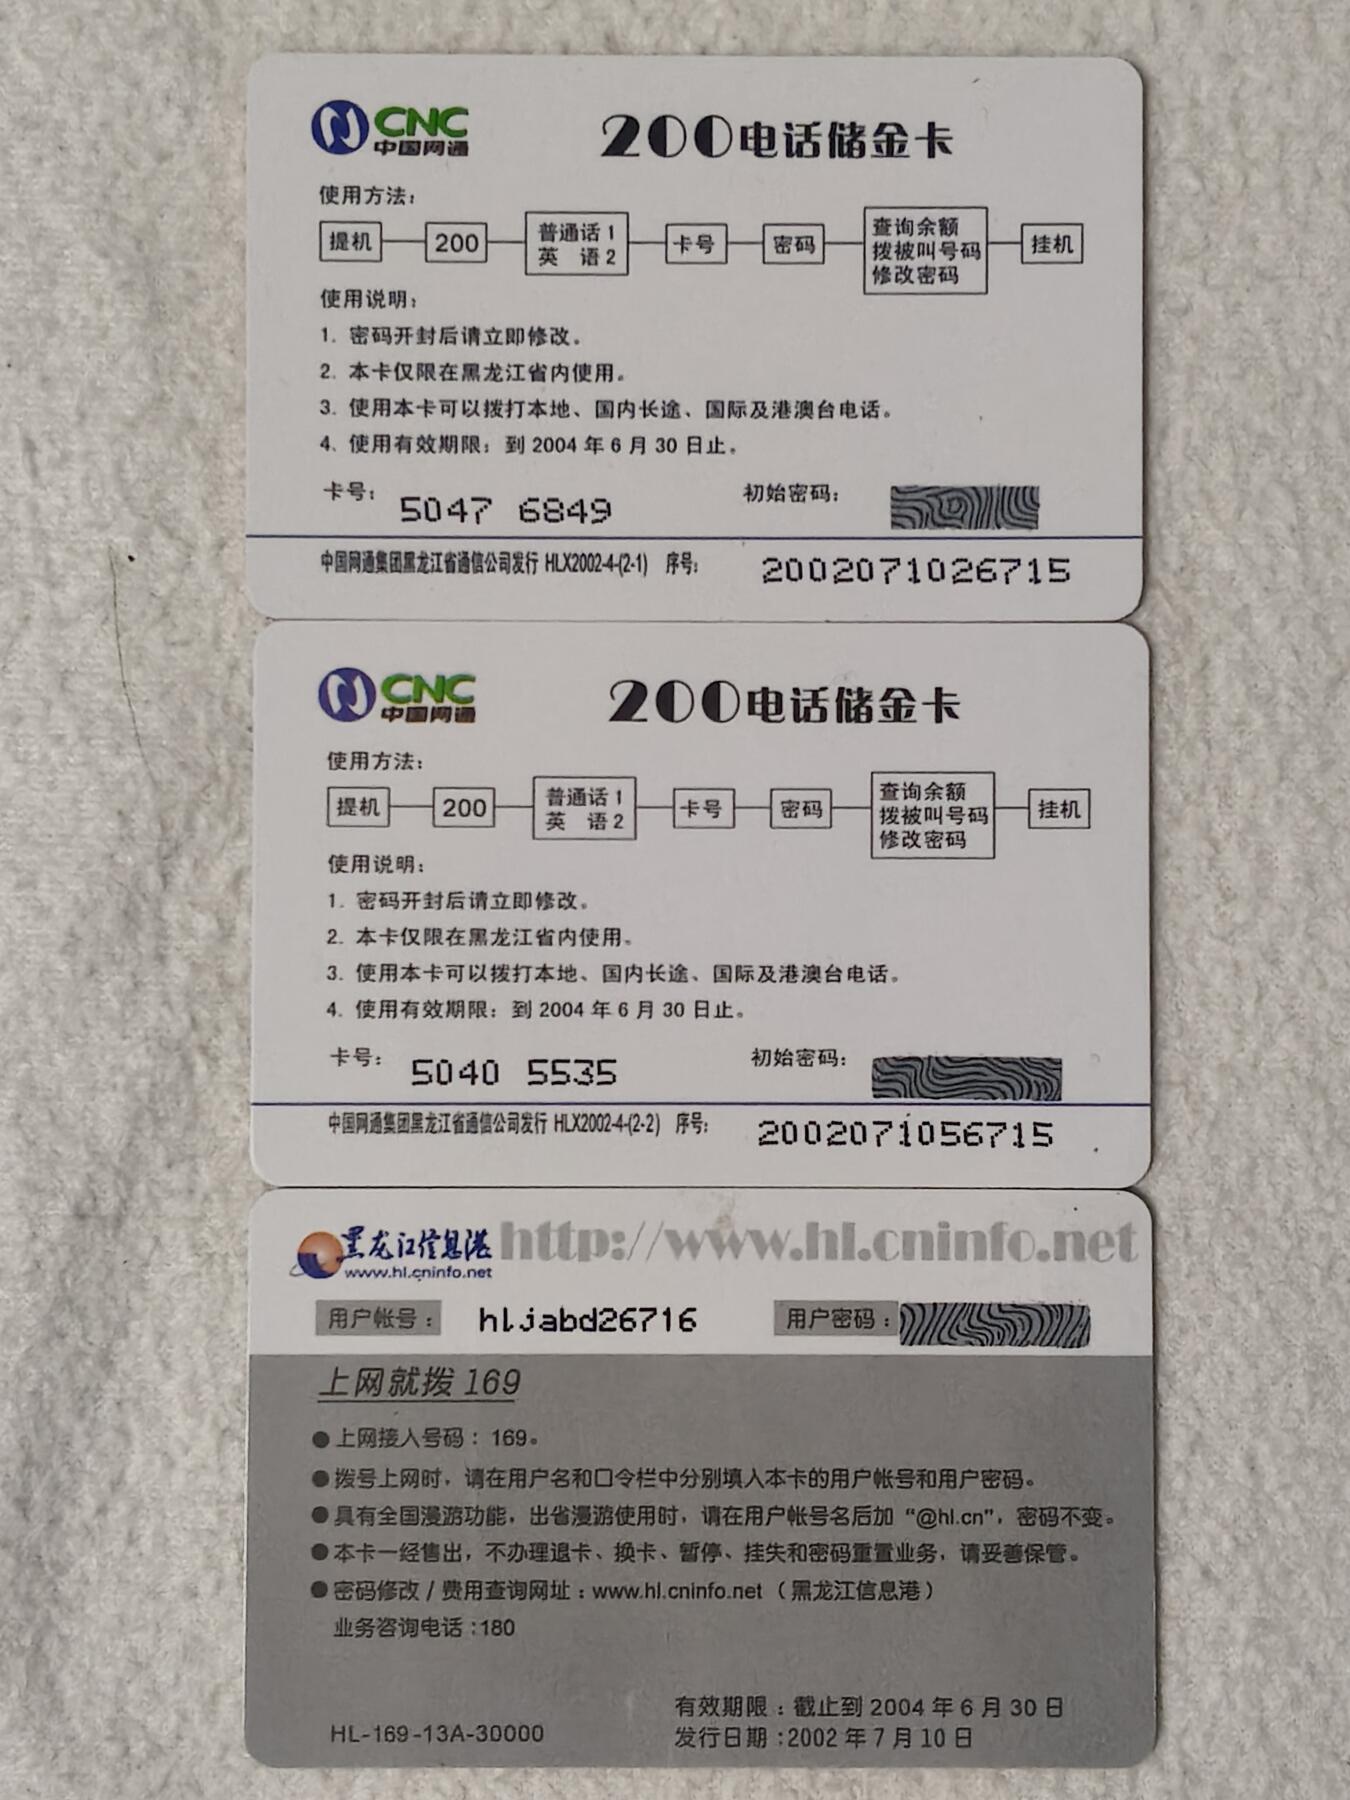 CNC
中国网通
200电话储金卡
使用方法：
提机 200 普通话1 英 语2 卡号 密码 查询余额 拨被叫号码 修改密码 挂机
使用说明：
1. 密码开封后请立即修改。
2. 本卡仅限在黑龙江省内使用。
3. 使用本卡可以拨打本地、国内长途、国际及港澳台电话。
4. 使用有效期限：到 2004 年 6 月 30 日止。
卡号： 5047 6849 初始密码：
中国网通集团黑龙江省通信公司发行 HLX2002-4-(2-1) 序号： 2002071026715
CNC
中国网通
200电话储金卡
使用方法：
提机 200 普通话1 英 语2 卡号 密码 查询余额 拨被叫号码 修改密码 挂机
使用说明：
1. 密码开封后请立即修改。
2. 本卡仅限在黑龙江省内使用。
3. 使用本卡可以拨打本地、国内长途、国际及港澳台电话。
4. 使用有效期限：到 2004 年 6 月 30 日止。
卡号： 5040 5535 初始密码：
中国网通集团黑龙江省通信公司发行 HLX2002-4-(2-2) 序号： 2002071056715
黑龙江信息港 http://www.hl.cninfo.net
www.hl.cninfo.net
用户帐号： hljabd26716 用户密码：
上网就拨 169
●上网接入号码：169。
●拨号上网时，请在用户名和口令栏中分别填入本卡的用户帐号和用户密码。
●具有全国漫游功能，出省漫游使用时，请在用户帐号名后加“@hl.cn”，密码不变。
●本卡一经售出，不办理退卡、换卡、暂停、挂失和密码重置业务，请妥善保管。
●密码修改 / 费用查询网址：www.hl.cninfo.net（黑龙江信息港）
业务咨询电话：180
有效期限：截止到 2004 年 6 月 30 日
HL-169-13A-30000 发行日期：2002 年 7 月 10 日